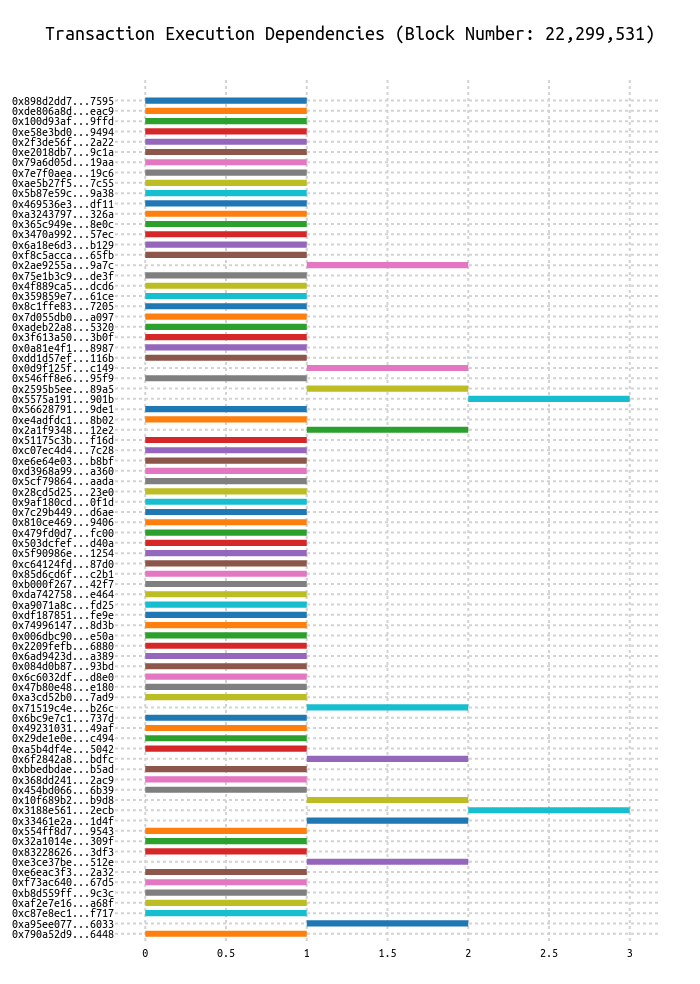 Transaction Execution Dependencies (Block Number: 22,299,531)
0x898d2dd7...7595
0xde806a8d...eac9
0x100d93af...9ffd
0xe58e3bd0...9494
0x2f3de56f...2a22
0xe2018db7...9c1a
0x79a6d05d...19aa
0x7e7f0aea...19c6
0xae5b27f5...7c55
0x5b87e59c...9a38
0x469536e3...df11
0xa3243797...326a
0x365c949e...8e0c
0x3470a992...57ec
0x6a18e6d3...b129
0xf8c5acca...65fb
0x2ae9255a...9a7c
0x75e1b3c9...de3f
0x4f889ca5...dcd6
0x359859e7...61ce
0x8c1ffe83...7205
0x7d055db0...a097
0xadeb22a8...5320
0x3f613a50...3b0f
0x0a81e4f1...8987
0xdd1d57ef...116b
0x0d9f125f...c149
0x546ff8e6...95f9
0x2595b5ee...89a5
0x5575a191...901b
0x56628791...9de1
0xe4adfdc1...8b02
0x2a1f9348...12e2
0x51175c3b...f16d
0xc07ec4d4...7c28
0xe6e64e03...b8bf
0xd3968a99...a360
0x5cf79864...aada
0x28cd5d25...23e0
0x9af180cd...0f1d
0x7c29b449...d6ae
0x810ce469...9406
0x479fd0d7...fc00
0x503dcfef...d40a
0x5f90986e...1254
0xc64124fd...87d0
0x85d6cd6f...c2b1
0xb000f267...42f7
0xda742758...e464
0xa9071a8c...fd25
0xdf187851...fe9e
0x74996147...8d3b
0x006dbc90...e50a
0x2209fefb...6880
0x6ad9423d...a389
0x084d0b87...93bd
0x6c6032df...d8e0
0x47b80e48...e180
0xa3cd52b0...7ad9
0x71519c4e...b26c
0x6bc9e7c1...737d
0x49231031...49af
0x29de1e0e...c494
0xa5b4df4e...5042
0x6f2842a8...bdfc
0xbbedbdae...b5ad
0x368dd241...2ac9
0x454bd066...6b39
0x10f689b2...b9d8
0x3188e561...2ecb
0x33461e2a...1d4f
0x554ff8d7...9543
0x32a1014e...309f
0x83228626...3df3
0xe3ce37be...512e
0xe6eac3f3...2a32
0xf73ac640...67d5
0xb8d559ff...9c3c
0xaf2e7e16...a68f
0xc87e8ec1...f717
0xa95ee077...6033
0x790a52d9...6448
0 0.5 1 1.5 2 2.5 3